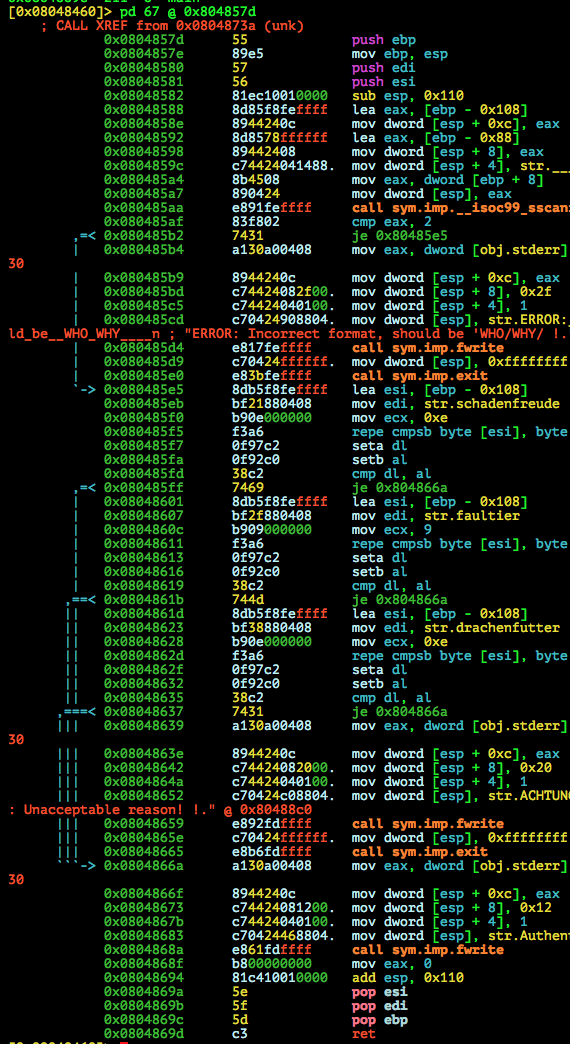 [0x08048460]> pd 67 @ 0x804857d
; CALL XREF from 0x0804873a (unk)
0x0804857d 55 push ebp
0x0804857e 89e5 mov ebp, esp
0x08048580 57 push edi
0x08048581 56 push esi
0x08048582 81ec10010000 sub esp, 0x110
0x08048588 8d85f8feffff lea eax, [ebp - 0x108]
0x0804858e 8944240c mov dword [esp + 0xc], eax
0x08048592 8d8578ffffff lea eax, [ebp - 0x88]
0x08048598 89442408 mov dword [esp + 8], eax
0x0804859c c74424041488. mov dword [esp + 4], str.__
0x080485a4 8b4508 mov eax, dword [ebp + 8]
0x080485a7 890424 mov dword [esp], eax
0x080485aa e891feffff call sym.imp.__isoc99_sscan
0x080485af 83f802 cmp eax, 2
,=< 0x080485b2 7431 je 0x80485e5
| 0x080485b4 a130a00408 mov eax, dword [obj.stderr]
30
| 0x080485b9 8944240c mov dword [esp + 0xc], eax
| 0x080485bd c74424082f00. mov dword [esp + 8], 0x2f
| 0x080485c5 c74424040100. mov dword [esp + 4], 1
| 0x080485cd c70424908804. mov dword [esp], str.ERROR:_
ld_be__WHO_WHY____n ; "ERROR: Incorrect format, should be 'WHO/WHY/ !.
| 0x080485d4 e817feffff call sym.imp.fwrite
| 0x080485d9 c70424ffffff. mov dword [esp], 0xffffffff
| 0x080485e0 e83bfeffff call sym.imp.exit
`-> 0x080485e5 8db5f8feffff lea esi, [ebp - 0x108]
0x080485eb bf21880408 mov edi, str.schadenfreude
0x080485f0 b90e000000 mov ecx, 0xe
0x080485f5 f3a6 repe cmpsb byte [esi], byte
0x080485f7 0f97c2 seta dl
0x080485fa 0f92c0 setb al
0x080485fd 38c2 cmp dl, al
,=< 0x080485ff 7469 je 0x804866a
| 0x08048601 8db5f8feffff lea esi, [ebp - 0x108]
| 0x08048607 bf2f880408 mov edi, str.faultier
| 0x0804860c b909000000 mov ecx, 9
| 0x08048611 f3a6 repe cmpsb byte [esi], byte
| 0x08048613 0f97c2 seta dl
| 0x08048616 0f92c0 setb al
| 0x08048619 38c2 cmp dl, al
,==< 0x0804861b 744d je 0x804866a
|| 0x0804861d 8db5f8feffff lea esi, [ebp - 0x108]
|| 0x08048623 bf38880408 mov edi, str.drachenfutter
|| 0x08048628 b90e000000 mov ecx, 0xe
|| 0x0804862d f3a6 repe cmpsb byte [esi], byte
|| 0x0804862f 0f97c2 seta dl
|| 0x08048632 0f92c0 setb al
|| 0x08048635 38c2 cmp dl, al
,===< 0x08048637 7431 je 0x804866a
||| 0x08048639 a130a00408 mov eax, dword [obj.stderr]
30
||| 0x0804863e 8944240c mov dword [esp + 0xc], eax
||| 0x08048642 c74424082000. mov dword [esp + 8], 0x20
||| 0x0804864a c74424040100. mov dword [esp + 4], 1
||| 0x08048652 c70424c08804. mov dword [esp], str.ACHTUNG
: Unacceptable reason! !." @ 0x80488c0
||| 0x08048659 e892fdffff call sym.imp.fwrite
||| 0x0804865e c70424ffffff. mov dword [esp], 0xffffffff
||| 0x08048665 e8b6fdffff call sym.imp.exit
```-> 0x0804866a a130a00408 mov eax, dword [obj.stderr]
30
0x0804866f 8944240c mov dword [esp + 0xc], eax
0x08048673 c74424081200. mov dword [esp + 8], 0x12
0x0804867b c74424040100. mov dword [esp + 4], 1
0x08048683 c70424468804. mov dword [esp], str.Authen
0x0804868a e861fdffff call sym.imp.fwrite
0x0804868f b800000000 mov eax, 0
0x08048694 81c410010000 add esp, 0x110
0x0804869a 5e pop esi
0x0804869b 5f pop edi
0x0804869c 5d pop ebp
0x0804869d c3 ret